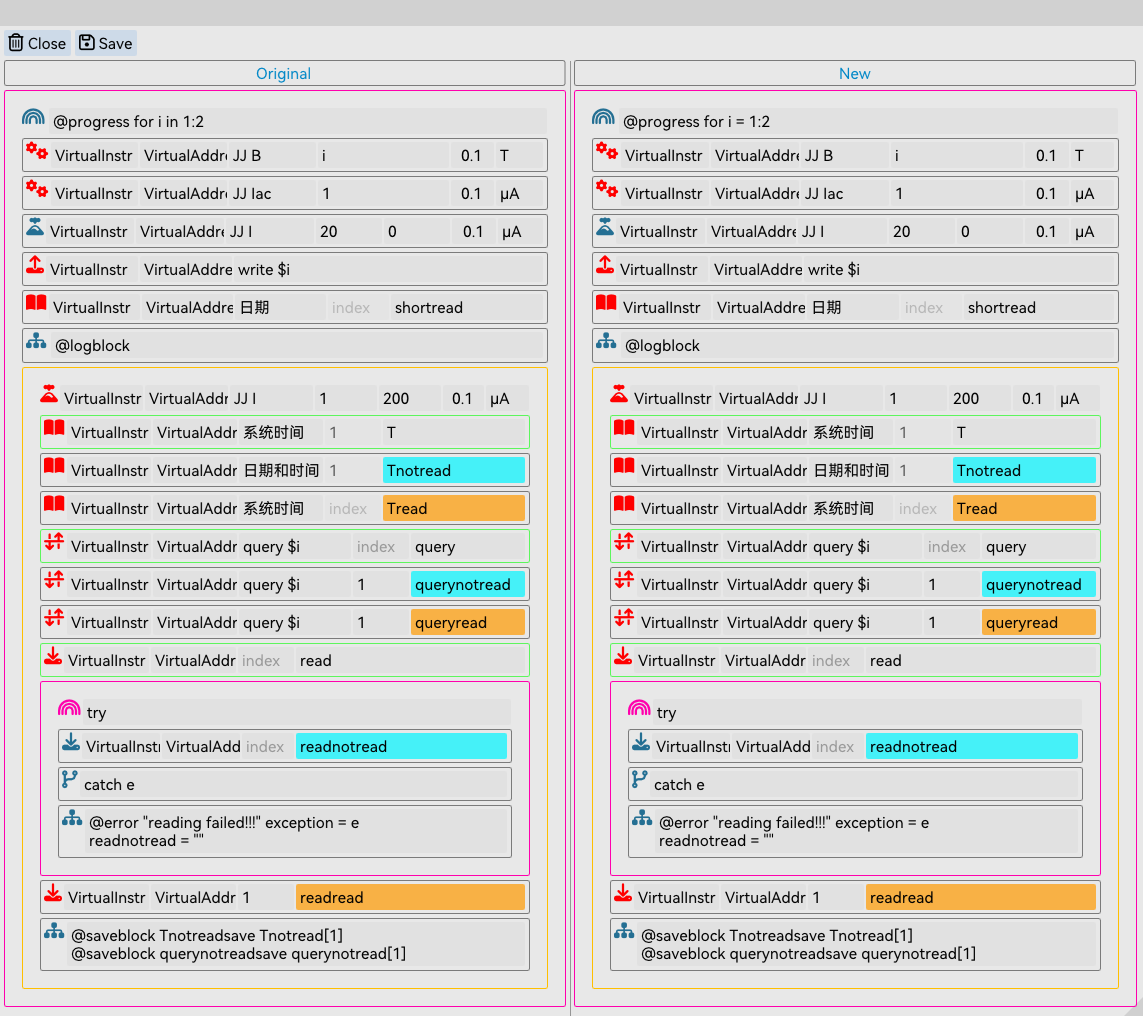 Close Save
Original
@progress for i in 1:2
VirtualInstr VirtualAddre JJ B i 0.1 T
VirtualInstr VirtualAddre JJ Iac 1 0.1 μA
VirtualInstr VirtualAddre JJ I 20 0 0.1 μA
VirtualInstr VirtualAddre write $i
VirtualInstr VirtualAddre 日期 index shortread
@logblock
VirtualInstr VirtualAddr JJ I 1 200 0.1 μA
VirtualInstr VirtualAddr 系统时间 1 T
VirtualInstr VirtualAddr 日期和时间 1 Tnotread
VirtualInstr VirtualAddr 系统时间 index Tread
VirtualInstr VirtualAddr query $i index query
VirtualInstr VirtualAddr query $i 1 querynotread
VirtualInstr VirtualAddr query $i 1 queryread
VirtualInstr VirtualAddr index read
try
VirtualInsti VirtualAdd index readnotread
catch e
@error "reading failed!!!" exception = e
readnotread = ""
VirtualInstr VirtualAddr 1 readread
@saveblock Tnotreadsave Tnotread[1]
@saveblock querynotreadsave querynotread[1]
New
@progress for i = 1:2
VirtualInstr VirtualAddre JJ B i 0.1 T
VirtualInstr VirtualAddre JJ Iac 1 0.1 μA
VirtualInstr VirtualAddre JJ I 20 0 0.1 μA
VirtualInstr VirtualAddre write $i
VirtualInstr VirtualAddre 日期 index shortread
@logblock
VirtualInstr VirtualAddr JJ I 1 200 0.1 μA
VirtualInstr VirtualAddr 系统时间 1 T
VirtualInstr VirtualAddr 日期和时间 1 Tnotread
VirtualInstr VirtualAddr 系统时间 index Tread
VirtualInstr VirtualAddr query $i index query
VirtualInstr VirtualAddr query $i 1 querynotread
VirtualInstr VirtualAddr query $i 1 queryread
VirtualInstr VirtualAddr index read
try
VirtualInsti VirtualAdd index readnotread
catch e
@error "reading failed!!!" exception = e
readnotread = ""
VirtualInstr VirtualAddr 1 readread
@saveblock Tnotreadsave Tnotread[1]
@saveblock querynotreadsave querynotread[1]